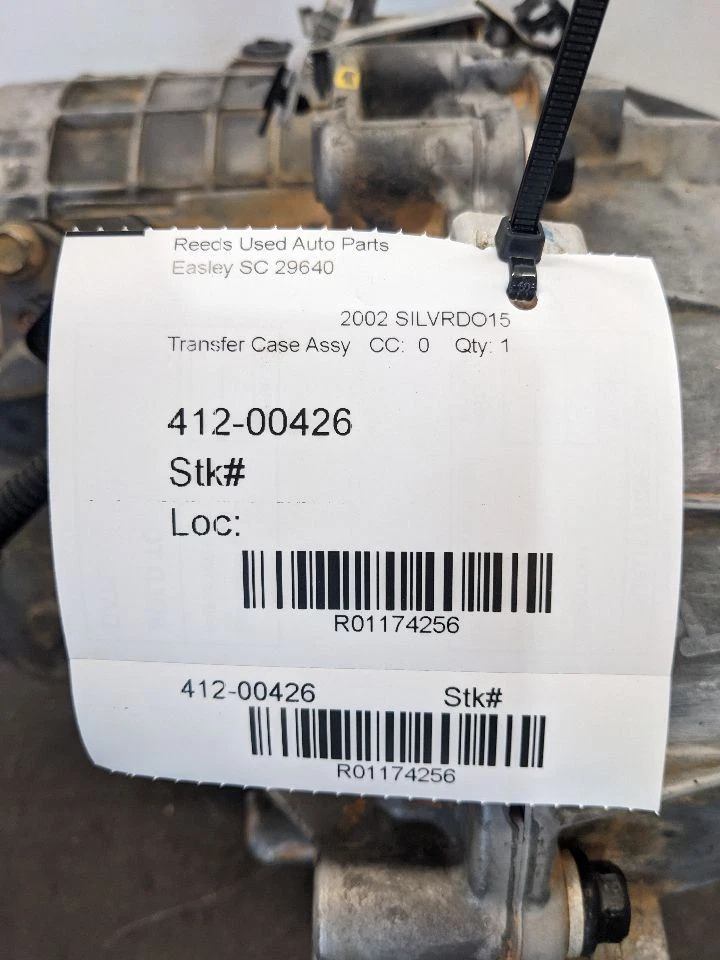 Reeds Used Auto Parts
Easley SC 29640
2002 SILVRDO15
Transfer Case Assy CC: 0 Qty: 1
412-00426
Stk#
Loc:
R01174256
412-00426 Stk#
R01174256